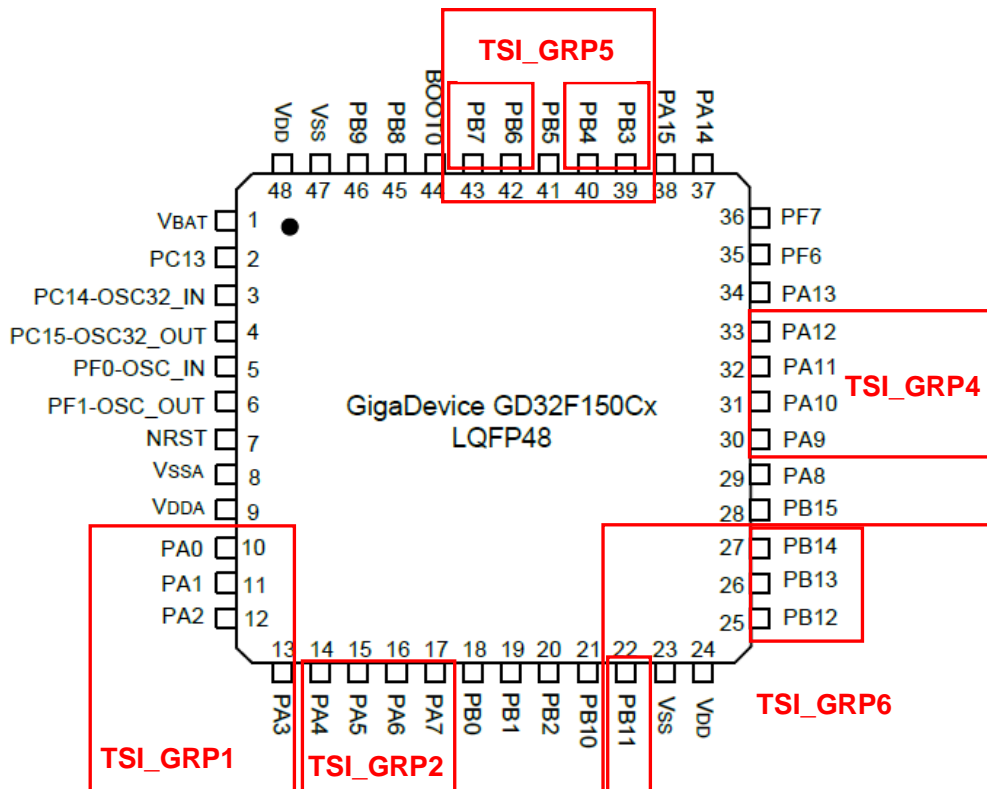 TSI_GRP5
VDD
VSS
PB9
PB8
BOOT0
PB7
PB6
PB5
PB4
PB3
PA15
PA14
48 47 46 45 44 43 42 41 40 39 38 37
VBAT 1
PC13 2
PC14-OSC32_IN 3
PC15-OSC32_OUT 4
PF0-OSC_IN 5
PF1-OSC_OUT 6
NRST 7
VSSA 8
VDDA 9
PA0 10
PA1 11
PA2 12
GigaDevice GD32F150Cx
LQFP48
36 PF7
35 PF6
34 PA13
33 PA12
32 PA11
31 PA10
30 PA9
TSI_GRP4
29 PA8
28 PB15
27 PB14
26 PB13
25 PB12
13 14 15 16 17 18 19 20 21 22 23 24
PA3
PA4
PA5
PA6
PA7
PB0
PB1
PB2
PB10
PB11
VSS
VDD
TSI_GRP6
TSI_GRP1
TSI_GRP2